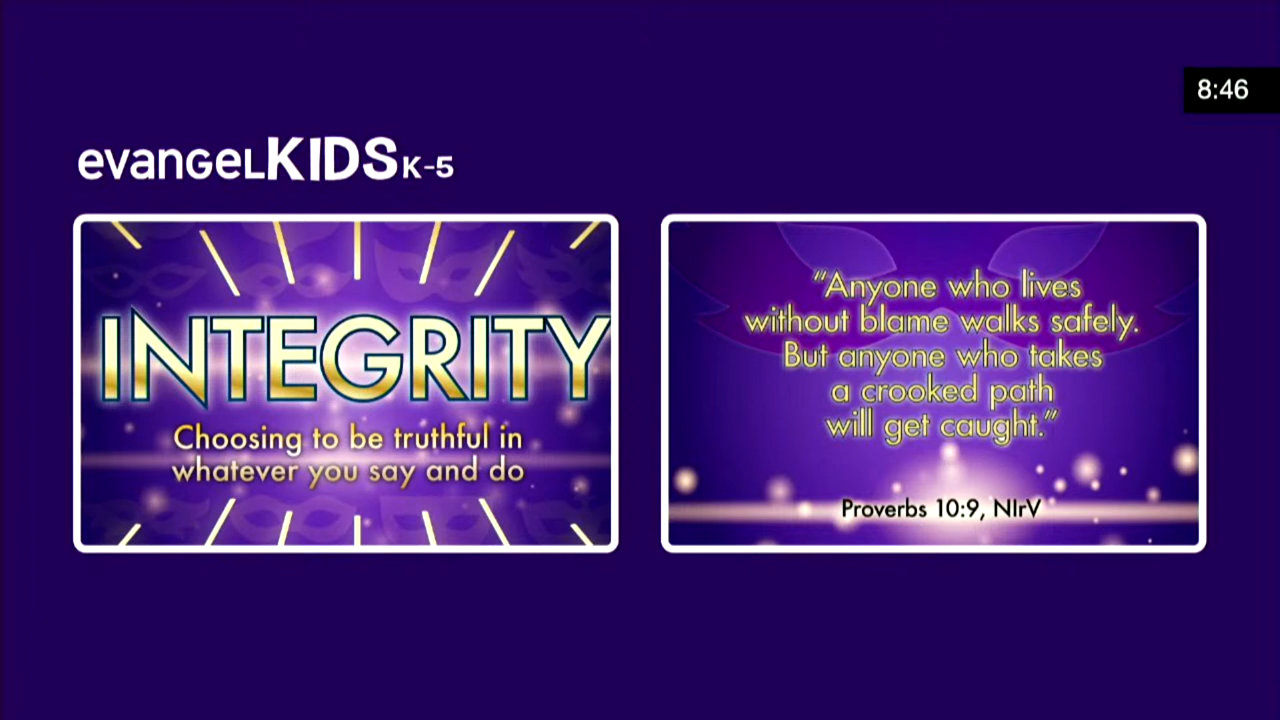 8:46
evangeLKIDS K-5
INTEGRITY
Choosing to be truthful in
whatever you say and do
“Anyone who lives
without blame walks safely.
But anyone who takes
a crooked path
will get caught.”
Proverbs 10:9, NIrV